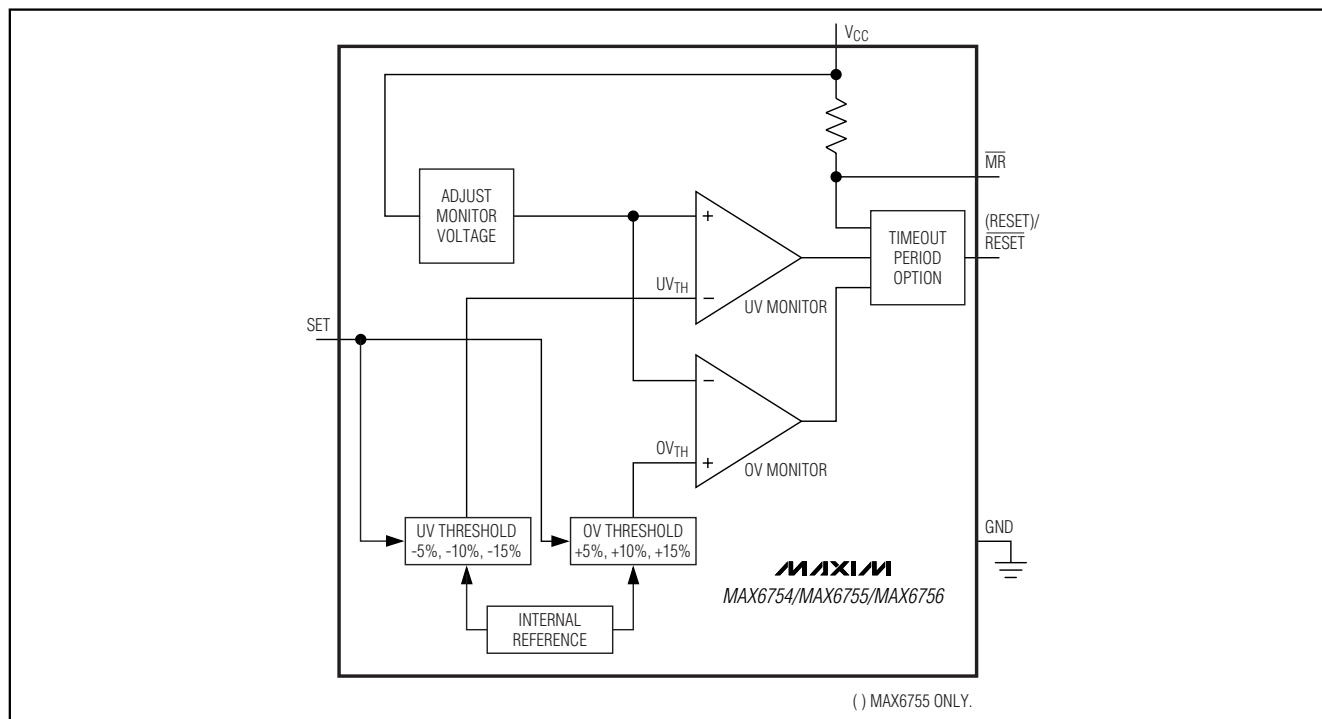 VCC
MR
ADJUST
MONITOR
VOLTAGE
+
(RESET)/
RESET
TIMEOUT
PERIOD
OPTION
UVTH
−
UV MONITOR
SET
−
OVTH
+
OV MONITOR
UV THRESHOLD
-5%, -10%, -15%
OV THRESHOLD
+5%, +10%, +15%
GND
MAXIM
MAX6754/MAX6755/MAX6756
INTERNAL
REFERENCE
( ) MAX6755 ONLY.